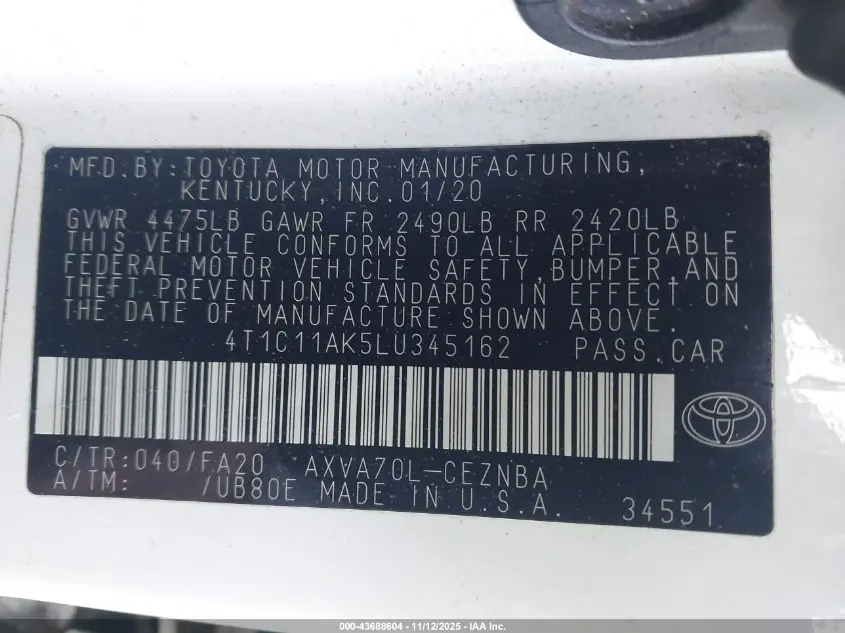 MFD.BY:TOYOTA MOTOR MANUFACTURING,
KENTUCKY,INC.01/20
GVWR 4475LB GAWR FR 2490LB RR 2420LB
THIS VEHICLE CONFORMS TO ALL APPLICABLE
FEDERAL MOTOR VEHICLE SAFETY,BUMPER,AND
THEFT PREVENTION STANDARDS IN EFFECT ON
THE DATE OF MANUFACTURE SHOWN ABOVE.
4T1C11AK5LU345162 PASS.CAR
C/TR:040/FA20 AXVA70L-CEZNBA
A/TM: /UB80E MADE IN U.S.A. 34551
000-43688604 - 11/12/2025 - IAA Inc.